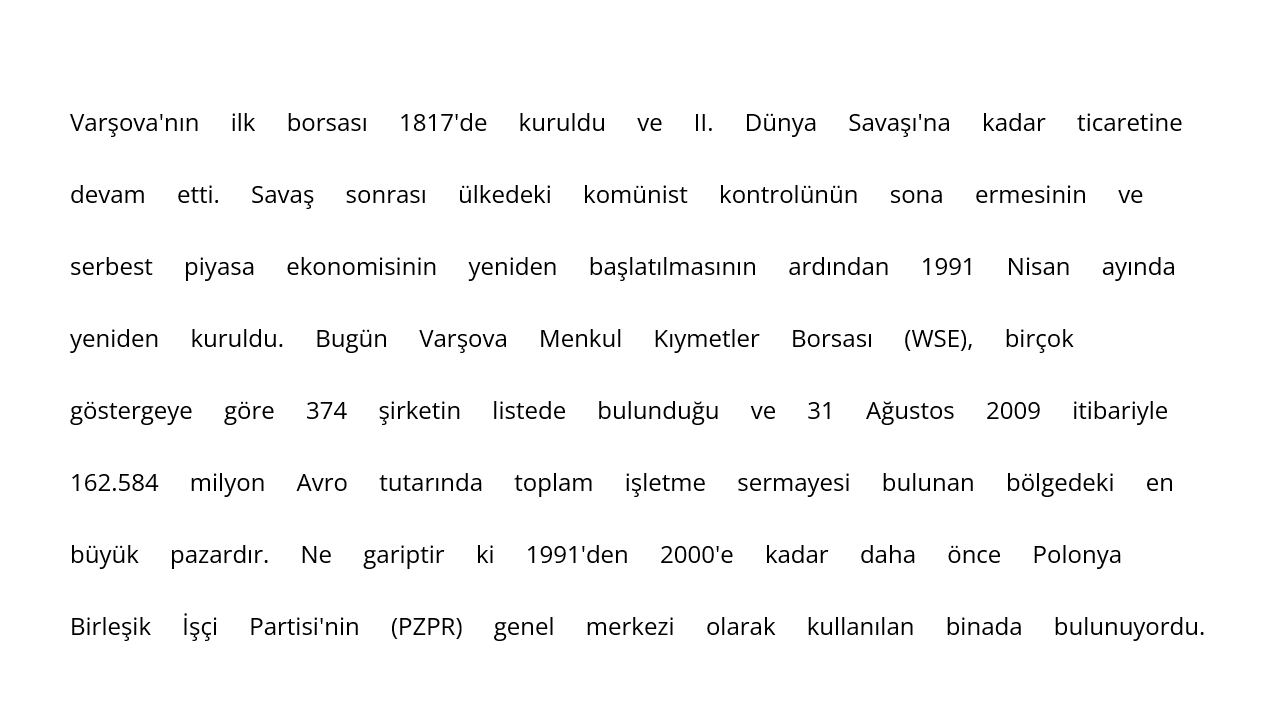 Varşova'nın ilk borsası 1817'de kuruldu ve II. Dünya Savaşı'na kadar ticaretine
devam etti. Savaş sonrası ülkedeki komünist kontrolünün sona ermesinin ve
serbest piyasa ekonomisinin yeniden başlatılmasının ardından 1991 Nisan ayında
yeniden kuruldu. Bugün Varşova Menkul Kıymetler Borsası (WSE), birçok
göstergeye göre 374 şirketin listede bulunduğu ve 31 Ağustos 2009 itibariyle
162.584 milyon Avro tutarında toplam işletme sermayesi bulunan bölgedeki en
büyük pazardır. Ne gariptir ki 1991'den 2000'e kadar daha önce Polonya
Birleşik İşçi Partisi'nin (PZPR) genel merkezi olarak kullanılan binada bulunuyordu.